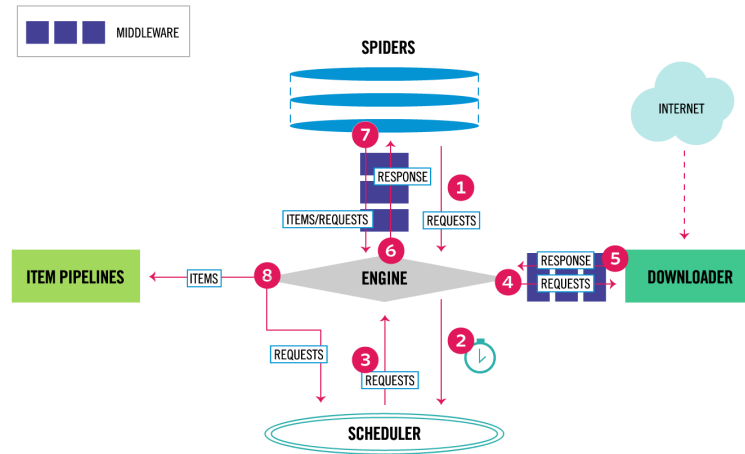 MIDDLEWARE
SPIDERS
INTERNET
7
RESPONSE
1
ITEMS/REQUESTS
REQUESTS
6
8
ITEM PIPELINES
ITEMS
ENGINE
4
RESPONSE
5
REQUESTS
DOWNLOADER
2
REQUESTS
3
REQUESTS
SCHEDULER